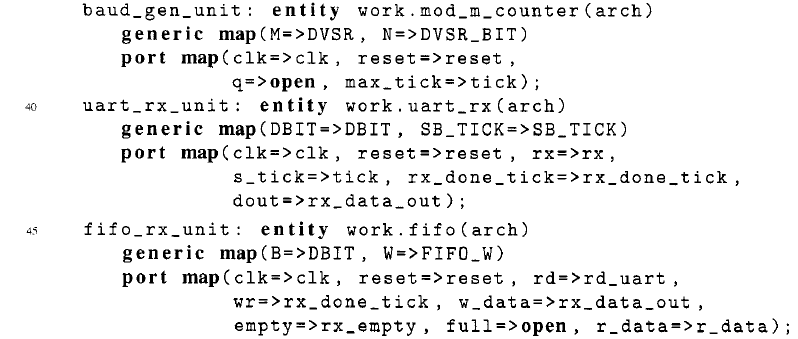 baud_gen_unit: entity work.mod_m_counter(arch)
generic map(M=>DVSR, N=>DVSR_BIT)
port map(clk=>clk, reset=>reset,
q=>open, max_tick=>tick);
40 uart_rx_unit: entity work.uart_rx(arch)
generic map(DBIT=>DBIT, SB_TICK=>SB_TICK)
port map(clk=>clk, reset=>reset, rx=>rx,
s_tick=>tick, rx_done_tick=>rx_done_tick,
dout=>rx_data_out);
45 fifo_rx_unit: entity work.fifo(arch)
generic map(B=>DBIT, W=>FIFO_W)
port map(clk=>clk, reset=>reset, rd=>rd_uart,
wr=>rx_done_tick, w_data=>rx_data_out,
empty=>rx_empty, full=>open, r_data=>r_data);